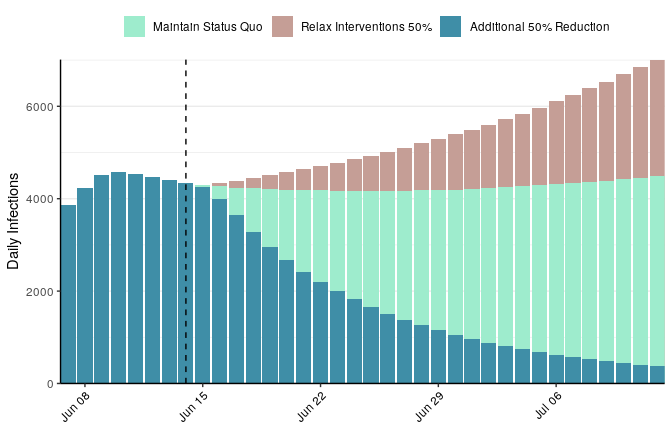 Maintain Status Quo Relax Interventions 50% Additional 50% Reduction
Daily Infections
6000
4000
2000
0
Jun 08 Jun 15 Jun 22 Jun 29 Jul 06